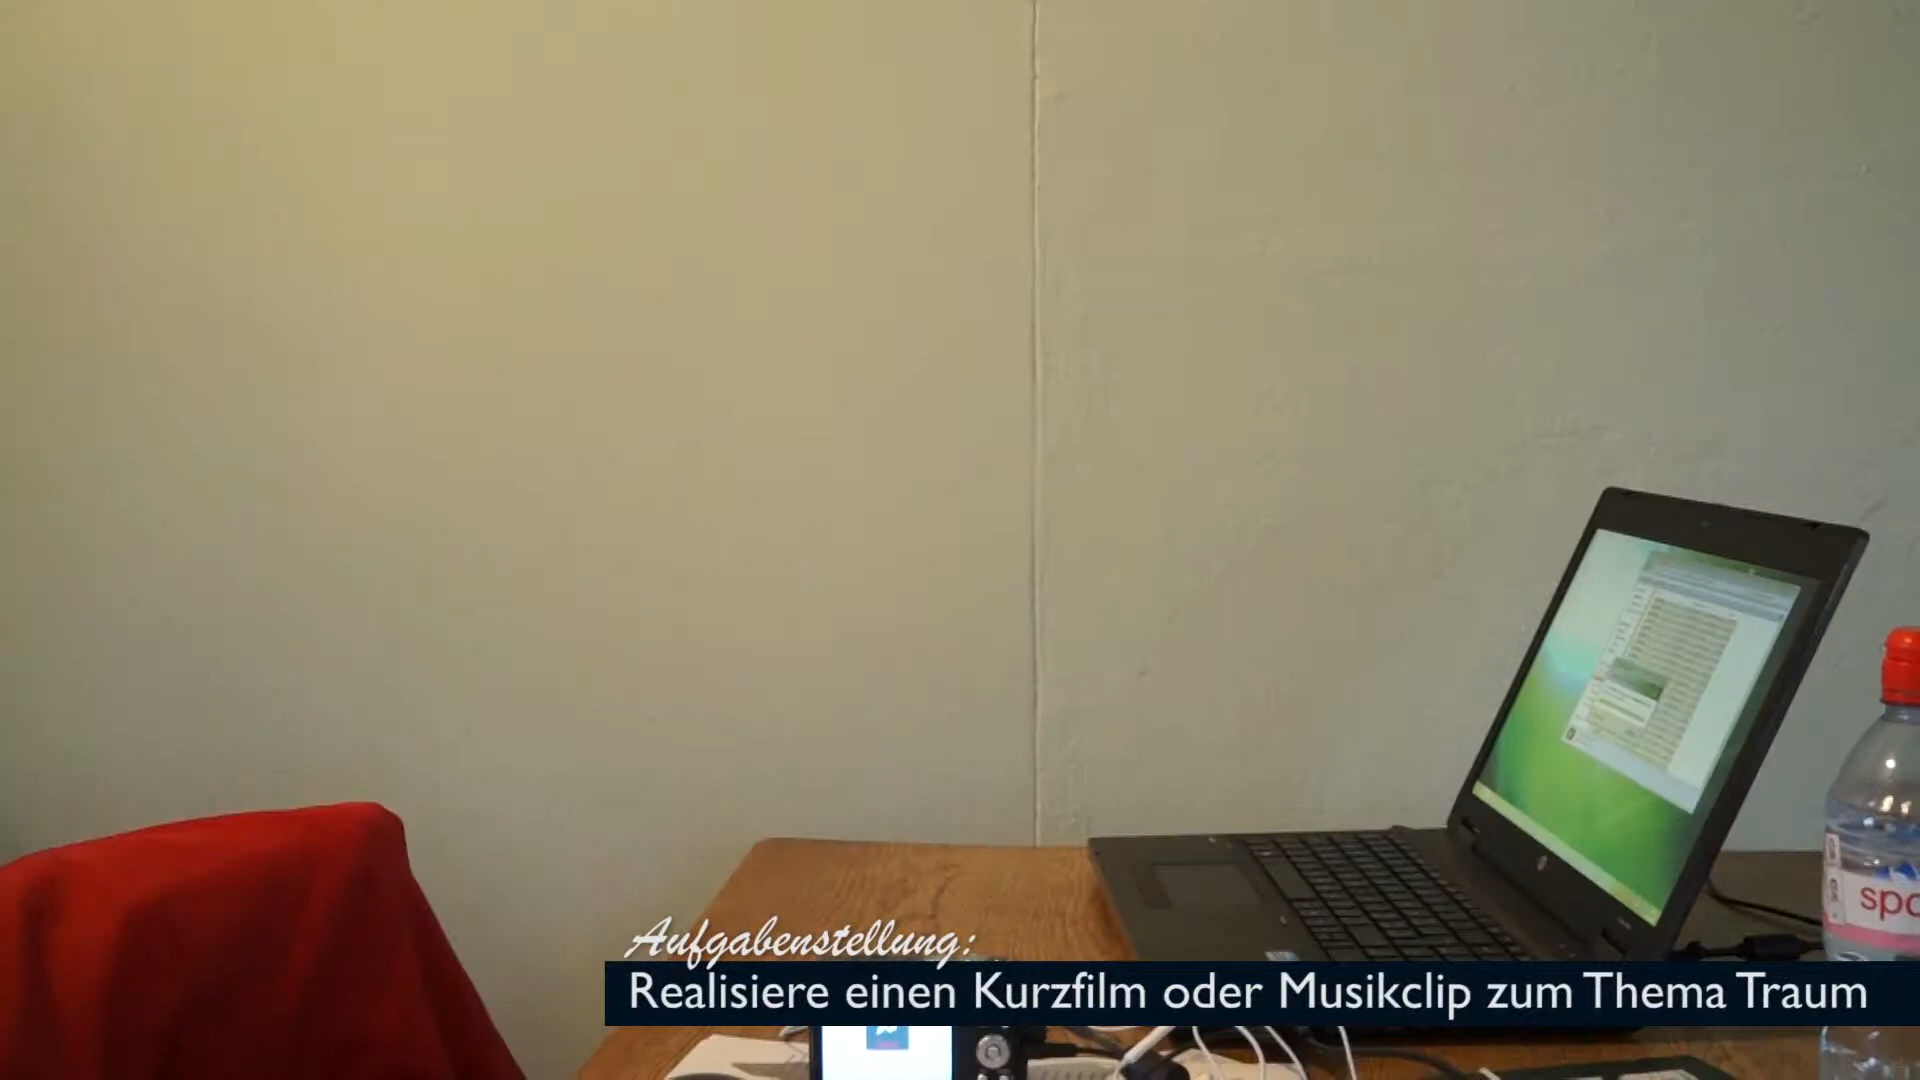 Aufgabenstellung:
Realisiere einen Kurzfilm oder Musikclip zum Thema Traum